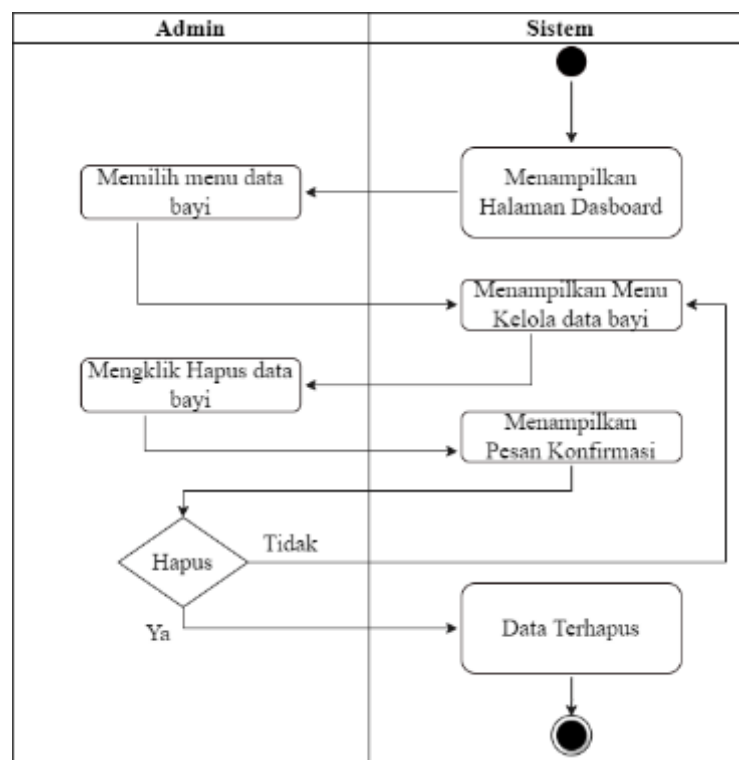 Admin
Sistem
Menampilkan
Halaman Dasboard
Memilih menu data
bayi
Menampilkan Menu
Kelola data bayi
Mengklik Hapus data
bayi
Menampilkan
Pesan Konfirmasi
Hapus
Tidak
Ya
Data Terhapus